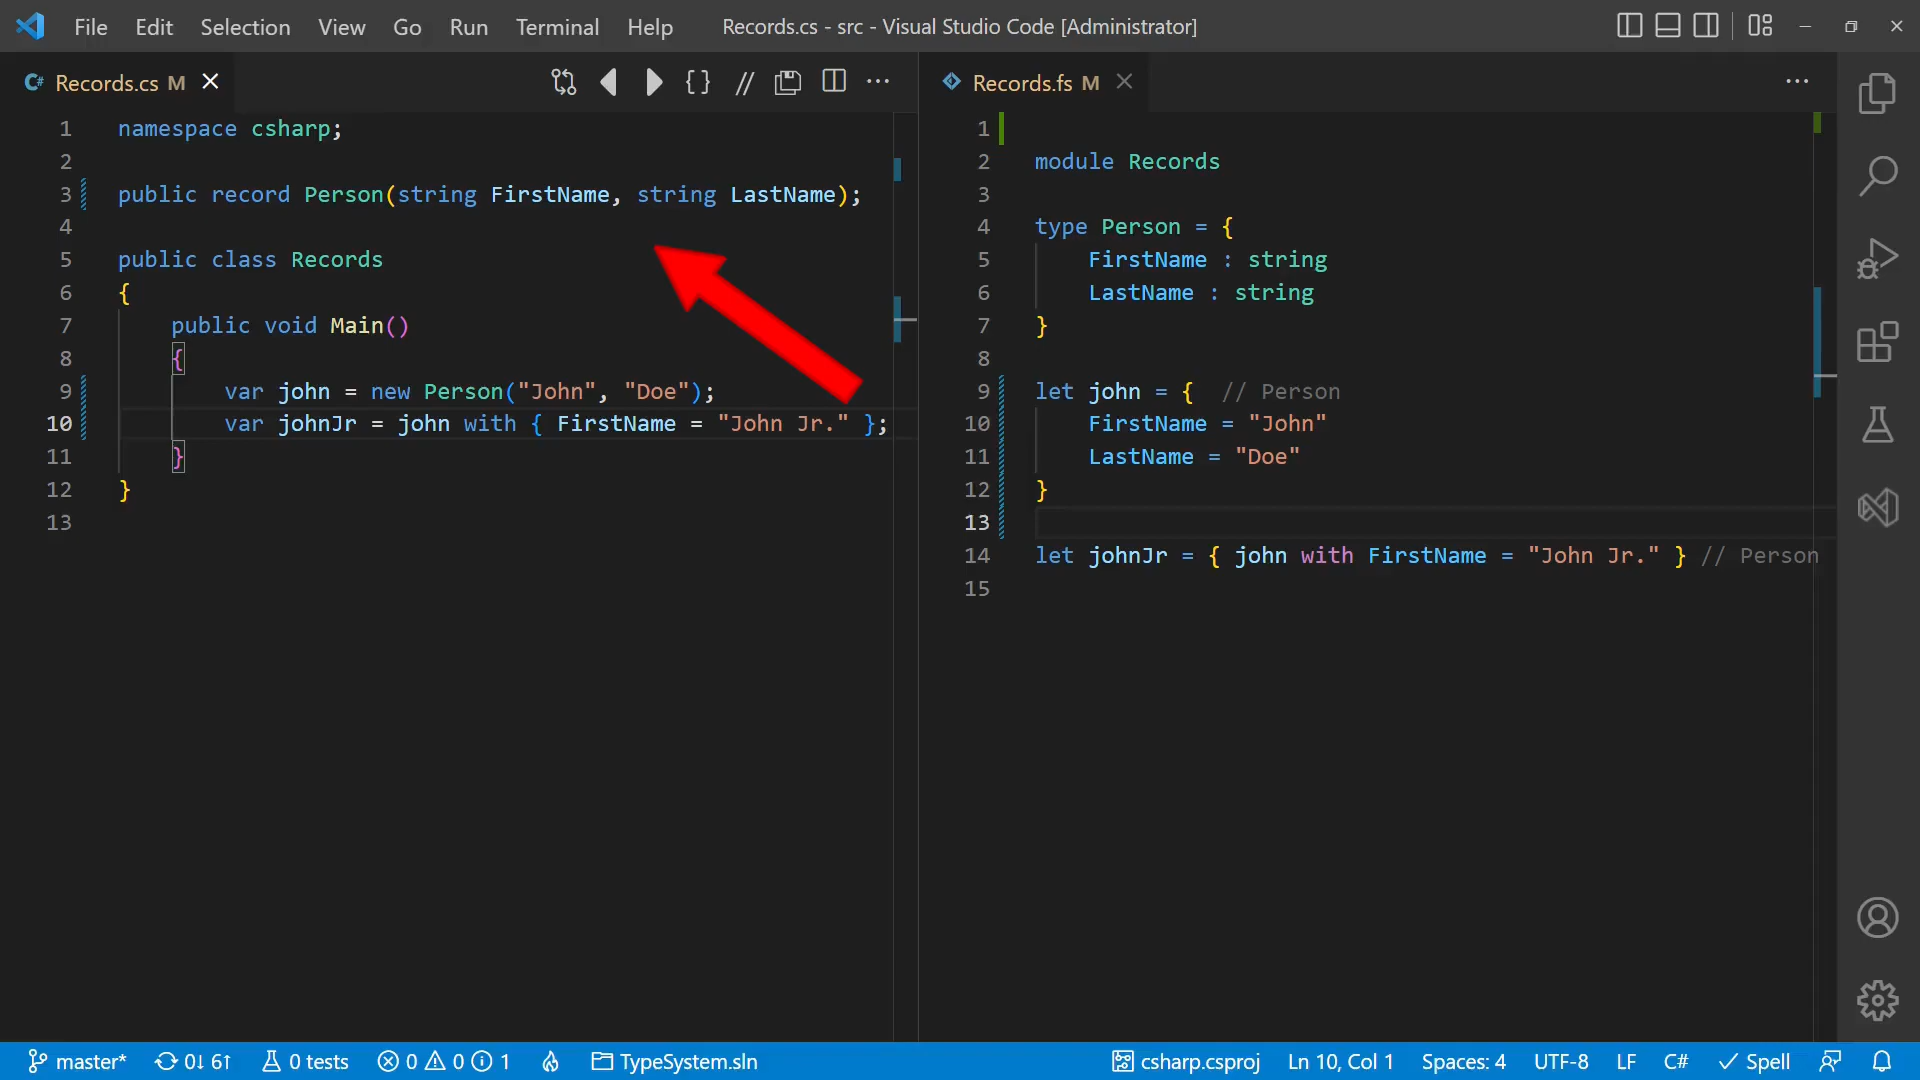 File Edit Selection View Go Run Terminal Help Records.cs - src - Visual Studio Code [Administrator]
C# Records.cs M
1 namespace csharp;
2
3 public record Person(string FirstName, string LastName);
4
5 public class Records
6 {
7     public void Main()
8     {
9         var john = new Person("John", "Doe");
10         var johnJr = john with { FirstName = "John Jr." };
11     }
12 }
13
Records.fs M
1
2 module Records
3
4 type Person = {
5     FirstName : string
6     LastName : string
7 }
8
9 let john = {  // Person
10     FirstName = "John"
11     LastName = "Doe"
12 }
13
14 let johnJr = { john with FirstName = "John Jr." } // Person
15
master* 0↓ 6↑ 0 tests 0 0 1 TypeSystem.sln csharp.csproj Ln 10, Col 1 Spaces: 4 UTF-8 LF C# Spell